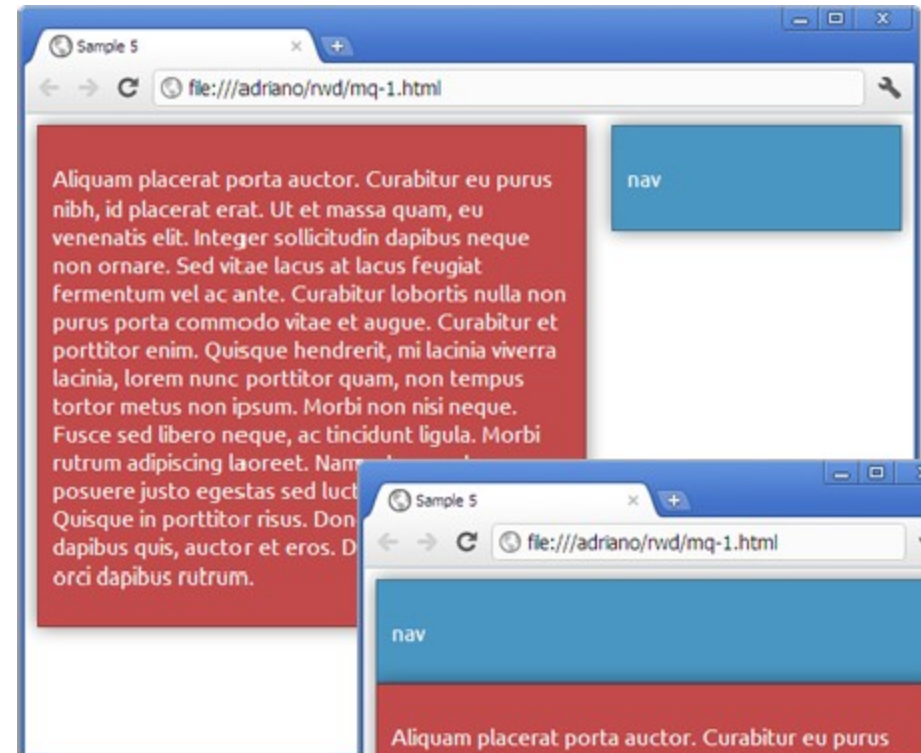 Sample 5
file:///adriano/rwd/mq-1.html
Aliquam placerat porta auctor. Curabitur eu purus
nibh, id placerat erat. Ut et massa quam, eu
venenatis elit. Integer sollicitudin dapibus neque
non ornare. Sed vitae lacus at lacus feugiat
fermentum vel ac ante. Curabitur lobortis nulla non
purus porta commodo vitae et augue. Curabitur et
porttitor enim. Quisque hendrerit, mi lacinia viverra
lacinia, lorem nunc porttitor quam, non tempus
tortor metus non ipsum. Morbi non nisi neque.
Fusce sed libero neque, ac tincidunt ligula. Morbi
rutrum adipiscing laoreet. Nam
posuere justo egestas sed luct
Quisque in porttitor risus. Don
dapibus quis, auctor et eros. D
orci dapibus rutrum.
nav
Sample 5
file:///adriano/rwd/mq-1.html
nav
Aliquam placerat porta auctor. Curabitur eu purus